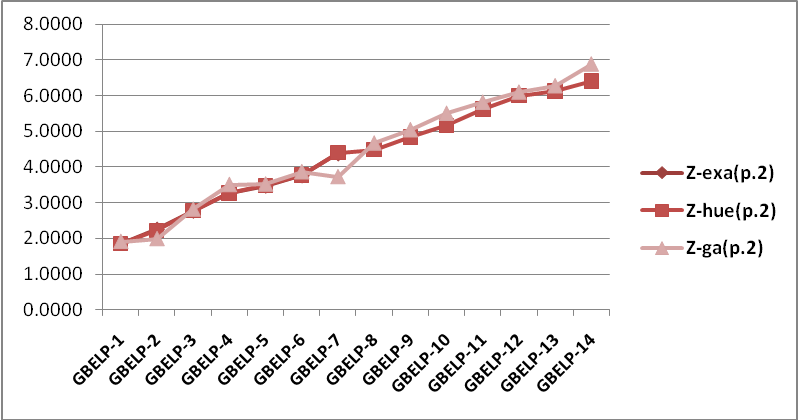 8.0000
7.0000
6.0000
5.0000
4.0000
3.0000
2.0000
1.0000
0.0000
GBELP-1
GBELP-2
GBELP-3
GBELP-4
GBELP-5
GBELP-6
GBELP-7
GBELP-8
GBELP-9
GBELP-10
GBELP-11
GBELP-12
GBELP-13
GBELP-14
Z-exa(p.2)
Z-hue(p.2)
Z-ga(p.2)